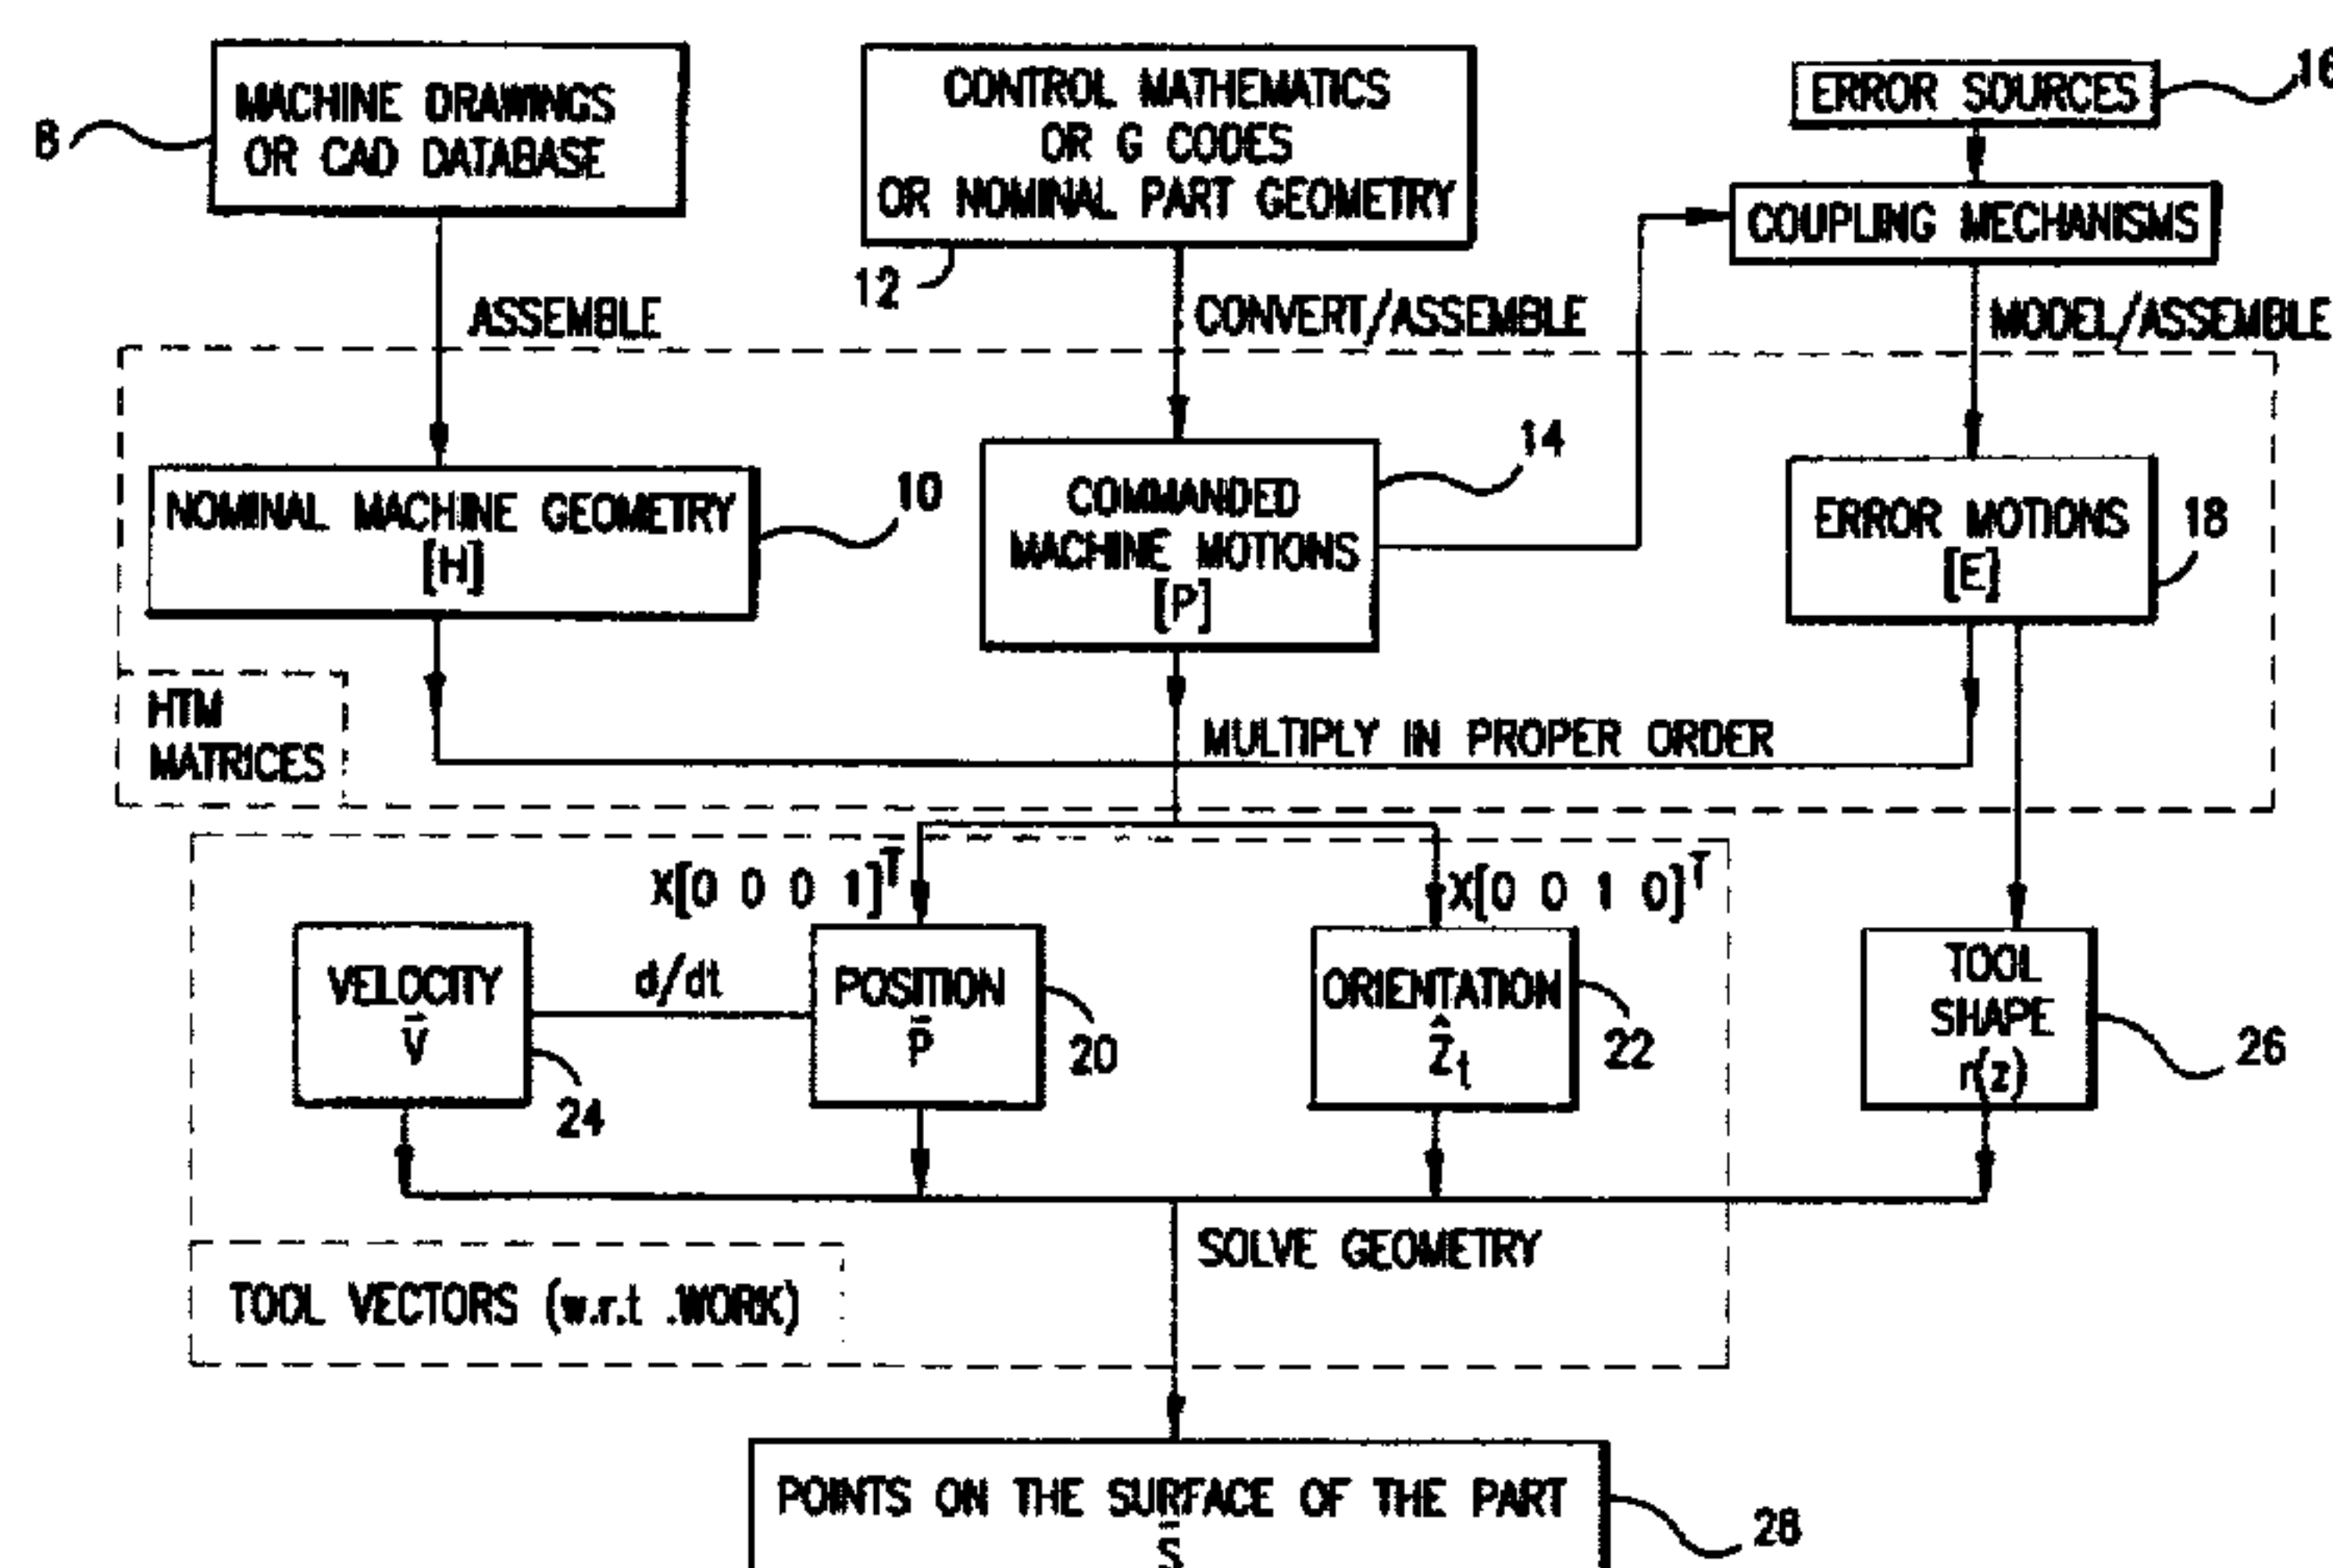 MACHINE DRAWINGS
OR CAD DATABASE
8
CONTROL MATHEMATICS
OR G CODES
OR NOMINAL PART GEOMETRY
12
ERROR SOURCES
16
COUPLING MECHANISMS
ASSEMBLE
CONVERT/ASSEMBLE
MODEL/ASSEMBLE
NOMINAL MACHINE GEOMETRY
[H]
10
COMMANDED
MACHINE MOTIONS
[P]
14
ERROR MOTIONS
[E]
18
HTM
MATRICES
MULTIPLY IN PROPER ORDER
X[0 0 0 1]ᵀ
X[0 0 1 0]ᵀ
VELOCITY
V⃗
24
d/dt
POSITION
P̄
20
ORIENTATION
Ẑt
22
TOOL
SHAPE
r(z)
26
SOLVE GEOMETRY
TOOL VECTORS (w.r.t .WORK)
POINTS ON THE SURFACE OF THE PART
S̄
28